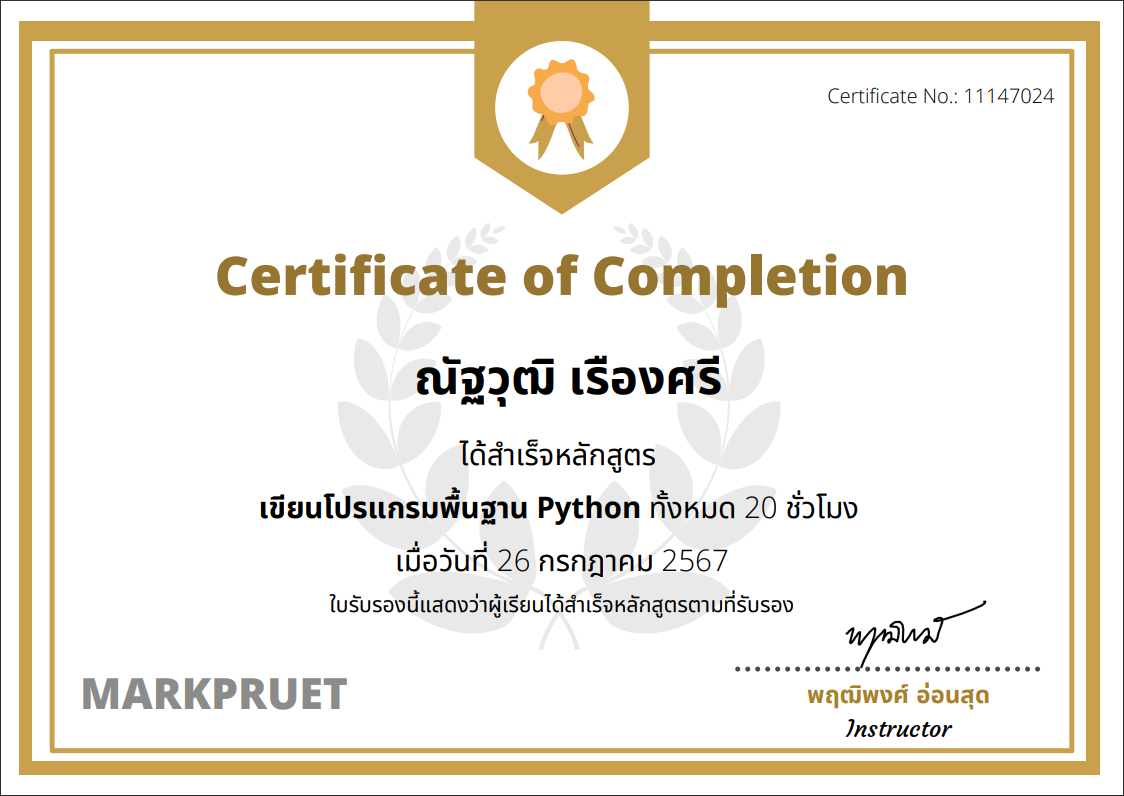 Certificate No.: 11147024
Certificate of Completion
ณัฐวุฒิ เรืองศรี
ได้สำเร็จหลักสูตร
เขียนโปรแกรมพื้นฐาน Python ทั้งหมด 20 ชั่วโมง
เมื่อวันที่ 26 กรกฎาคม 2567
ใบรับรองนี้แสดงว่าผู้เรียนได้สำเร็จหลักสูตรตามที่รับรอง
พฤฒิพงศ์ อ่อนสุด
MARKPRUET
Instructor